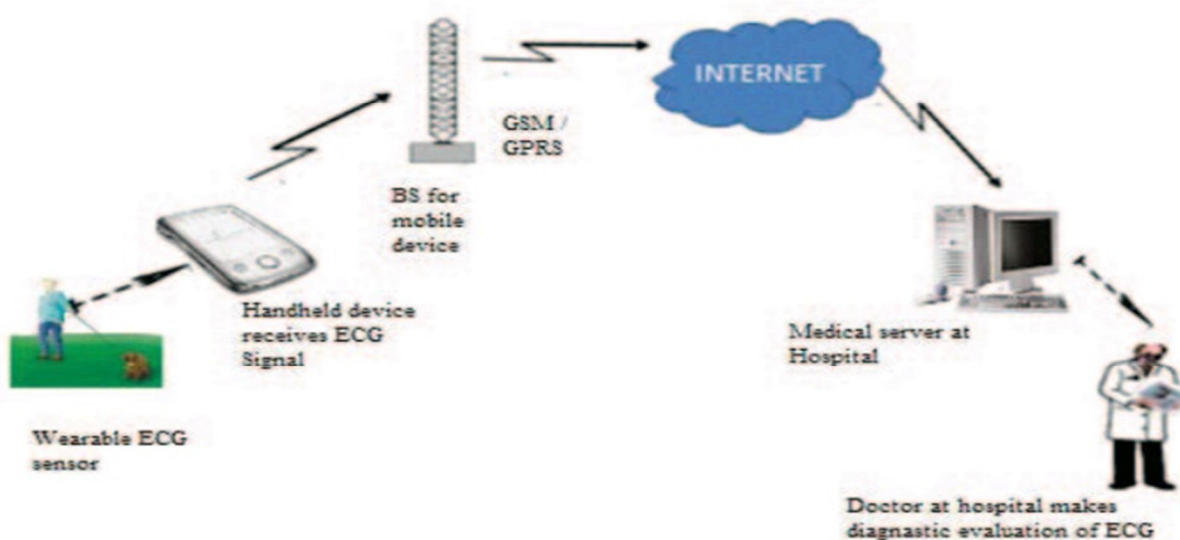 INTERNET
GSM /
GPRS
BS for
mobile
device
Handheld device
receives ECG
Signal
Medical server at
Hospital
Wearable ECG
sensor
Doctor at hospital makes
diagnostic evaluation of ECG